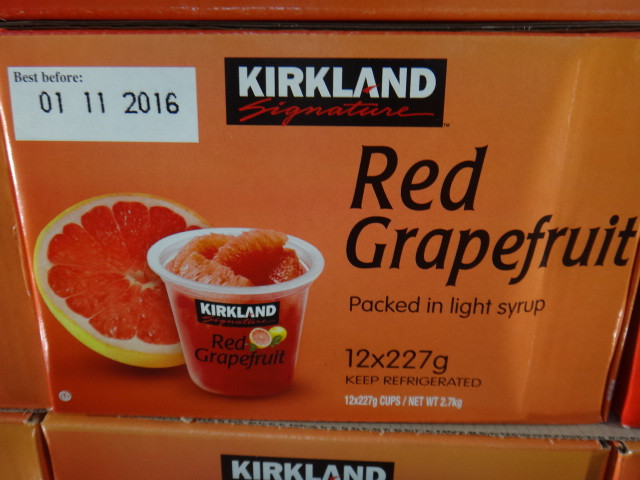 Best before:
01 11 2016
KIRKLAND
Signature
Red
Grapefruit
Packed in light syrup
12x227g
KEEP REFRIGERATED
12x227g CUPS / NET WT 2.7kg
KIRKLAND
Signature
Red
Grapefruit
KIRKLAND